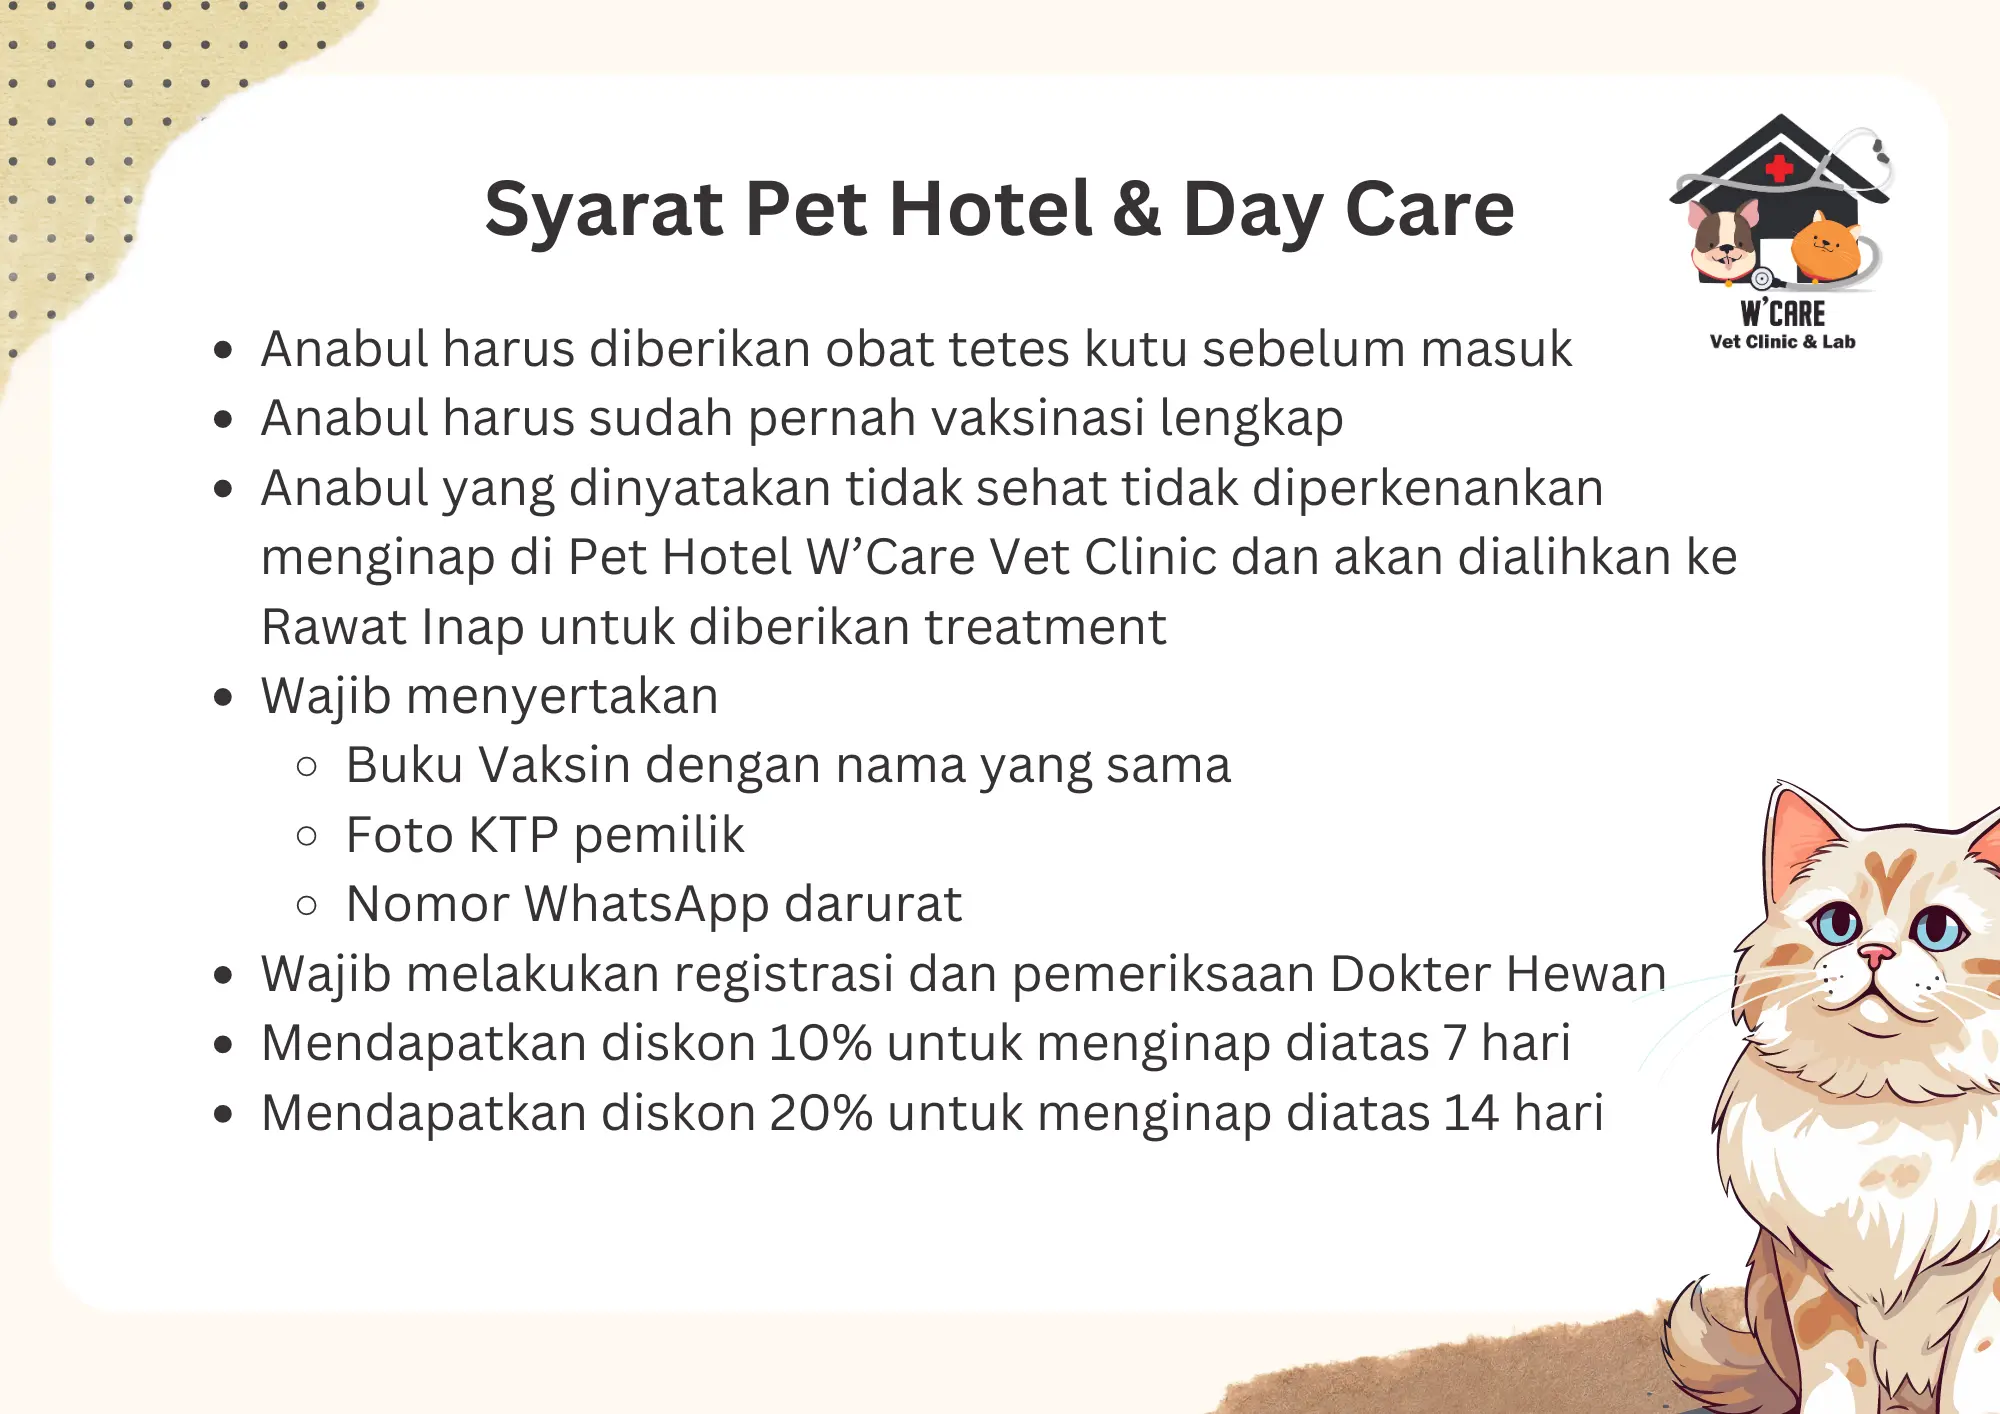 Syarat Pet Hotel & Day Care
W'CARE
Vet Clinic & Lab
• Anabul harus diberikan obat tetes kutu sebelum masuk
• Anabul harus sudah pernah vaksinasi lengkap
• Anabul yang dinyatakan tidak sehat tidak diperkenankan
menginap di Pet Hotel W’Care Vet Clinic dan akan dialihkan ke
Rawat Inap untuk diberikan treatment
• Wajib menyertakan
◦ Buku Vaksin dengan nama yang sama
◦ Foto KTP pemilik
◦ Nomor WhatsApp darurat
• Wajib melakukan registrasi dan pemeriksaan Dokter Hewan
• Mendapatkan diskon 10% untuk menginap diatas 7 hari
• Mendapatkan diskon 20% untuk menginap diatas 14 hari